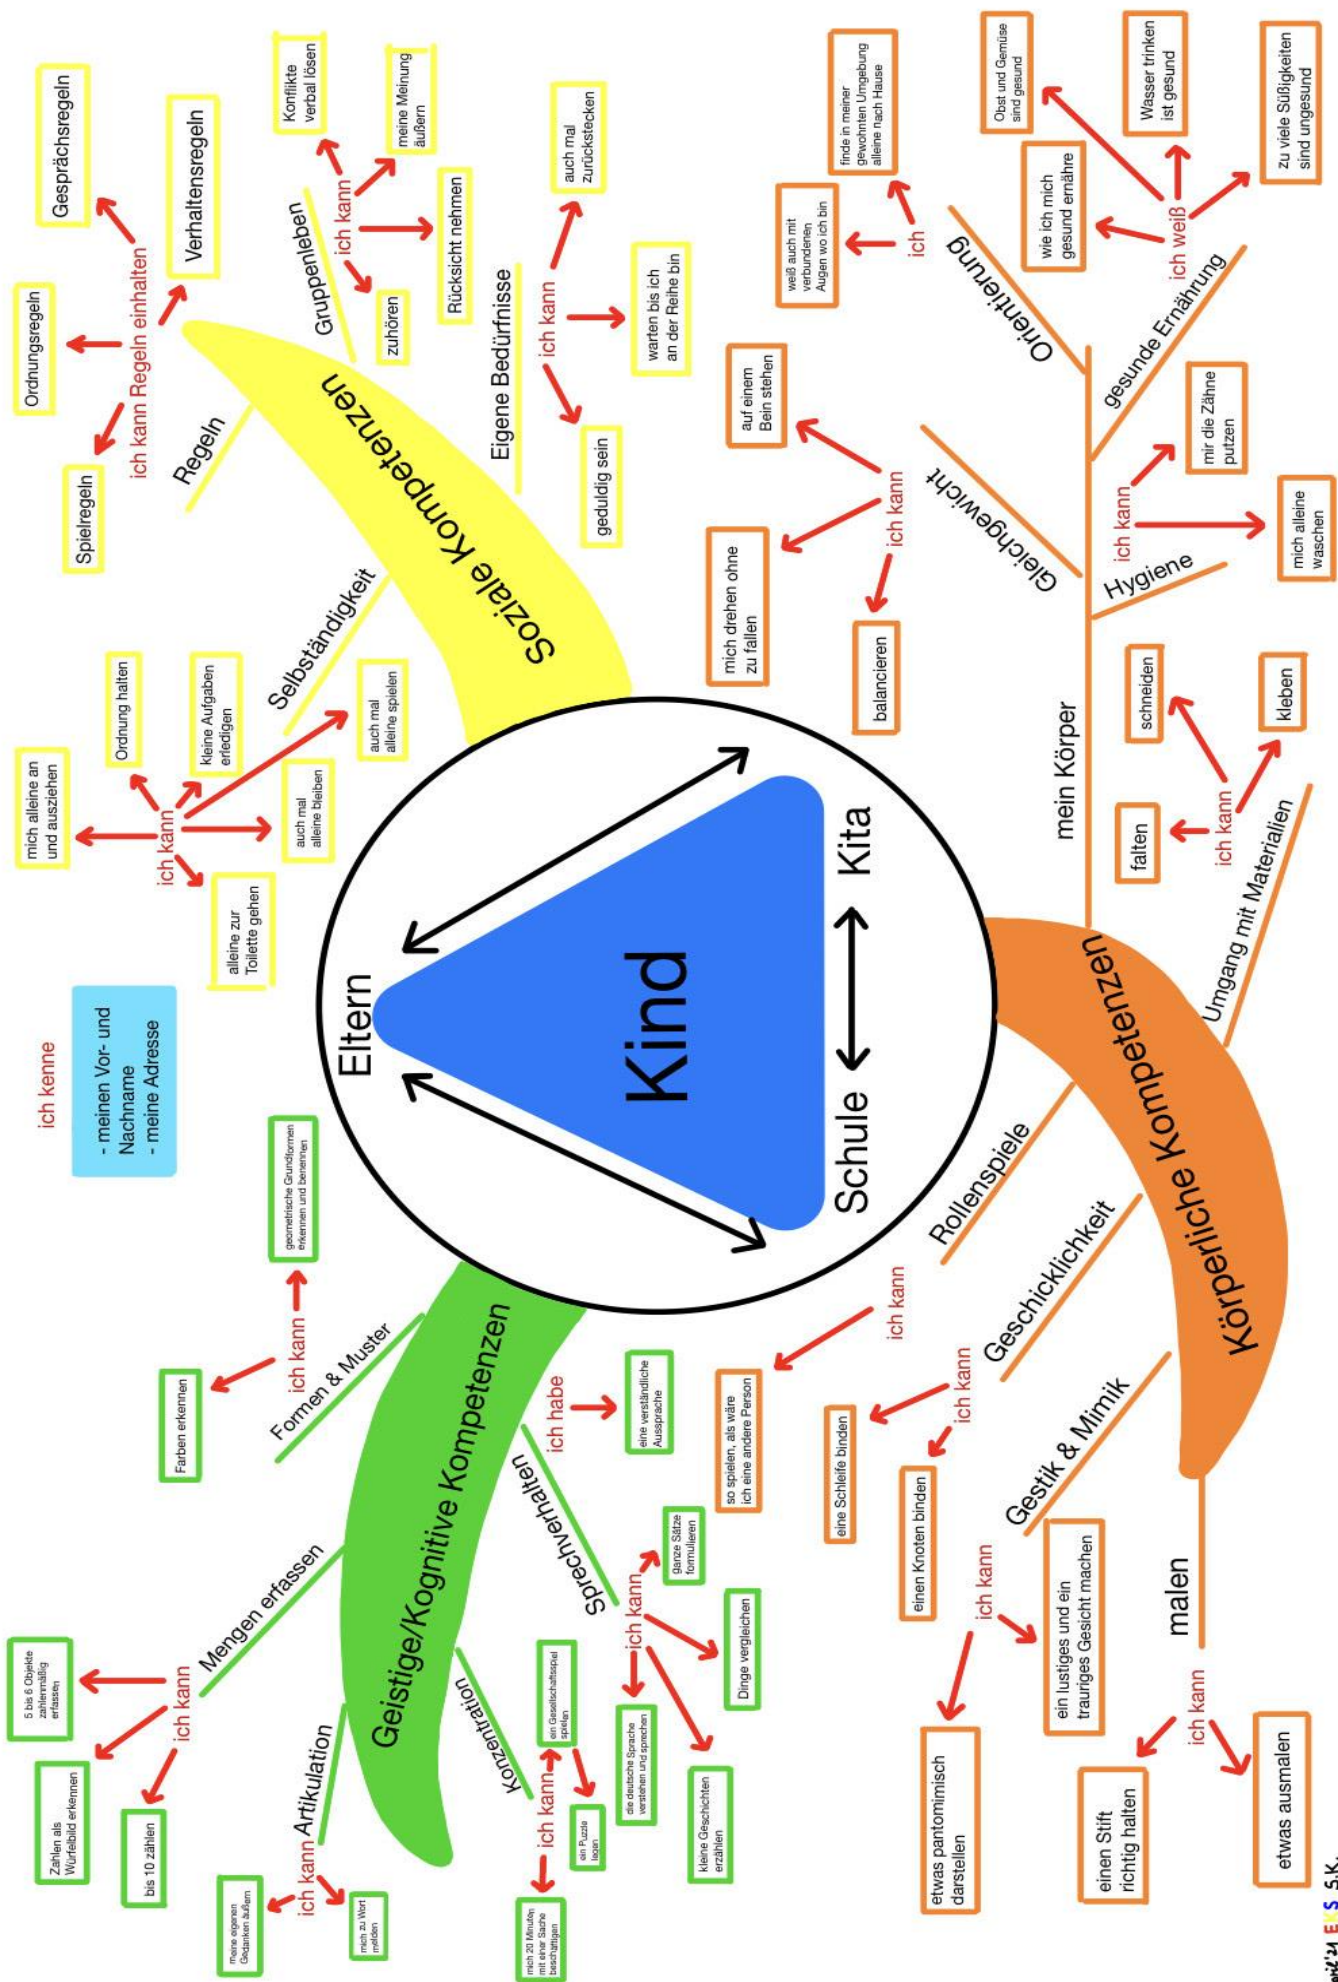 ich kenne
- meinen Vor- und
Nachname
- meine Adresse
Eltern
Kind
Schule
Kita
Geistige/Kognitive Kompetenzen
Formen & Muster
ich kann
Farben erkennen
geometrische Grundformen
erkennen und benennen
Mengen erfassen
ich kann
5 bis 6 Objekte
zahlenmäßig
erfassen
Zahlen als
Würfelbild erkennen
bis 10 zählen
Artikulation
ich kann
meine eigenen
Gedanken äußern
mich zu Wort
melden
Konzentration
ich kann
ein Gesellschaftsspiel
spielen
ein Puzzle
legen
mich 20 Minuten
mit einer Sache
beschäftigen
Sprechverhalten
ich habe
eine verständliche
Aussprache
ich kann
ganze Sätze
formulieren
die deutsche Sprache
verstehen und sprechen
Dinge vergleichen
kleine Geschichten
erzählen
Soziale Kompetenzen
Selbständigkeit
ich kann
mich alleine an
und ausziehen
Ordnung halten
kleine Aufgaben
erledigen
auch mal
alleine spielen
auch mal
alleine bleiben
alleine zur
Toilette gehen
Regeln
ich kann Regeln einhalten
Spielregeln
Ordnungsregeln
Gesprächsregeln
Verhaltensregeln
Gruppenleben
ich kann
Konflikte
verbal lösen
meine Meinung
äußern
Rücksicht nehmen
zuhören
Eigene Bedürfnisse
ich kann
auch mal
zurückstecken
warten bis ich
an der Reihe bin
geduldig sein
Körperliche Kompetenzen
mein Körper
Gleichgewicht
ich kann
auf einem
Bein stehen
mich drehen ohne
zu fallen
balancieren
Orientierung
ich
weiß auch mit
verbundenen
Augen wo ich bin
finde in meiner
gewohnten Umgebung
alleine nach Hause
gesunde Ernährung
ich weiß
wie ich mich
gesund ernähre
Obst und Gemüse
sind gesund
Wasser trinken
ist gesund
zu viele Süßigkeiten
sind ungesund
Hygiene
ich kann
mir die Zähne
putzen
mich alleine
waschen
Umgang mit Materialien
ich kann
falten
schneiden
kleben
Rollenspiele
ich kann
so spielen, als wäre
ich eine andere Person
Geschicklichkeit
ich kann
eine Schleife binden
einen Knoten binden
Gestik & Mimik
ich kann
etwas pantomimisch
darstellen
ein lustiges und ein
trauriges Gesicht machen
malen
ich kann
einen Stift
richtig halten
etwas ausmalen
EKS S.K.